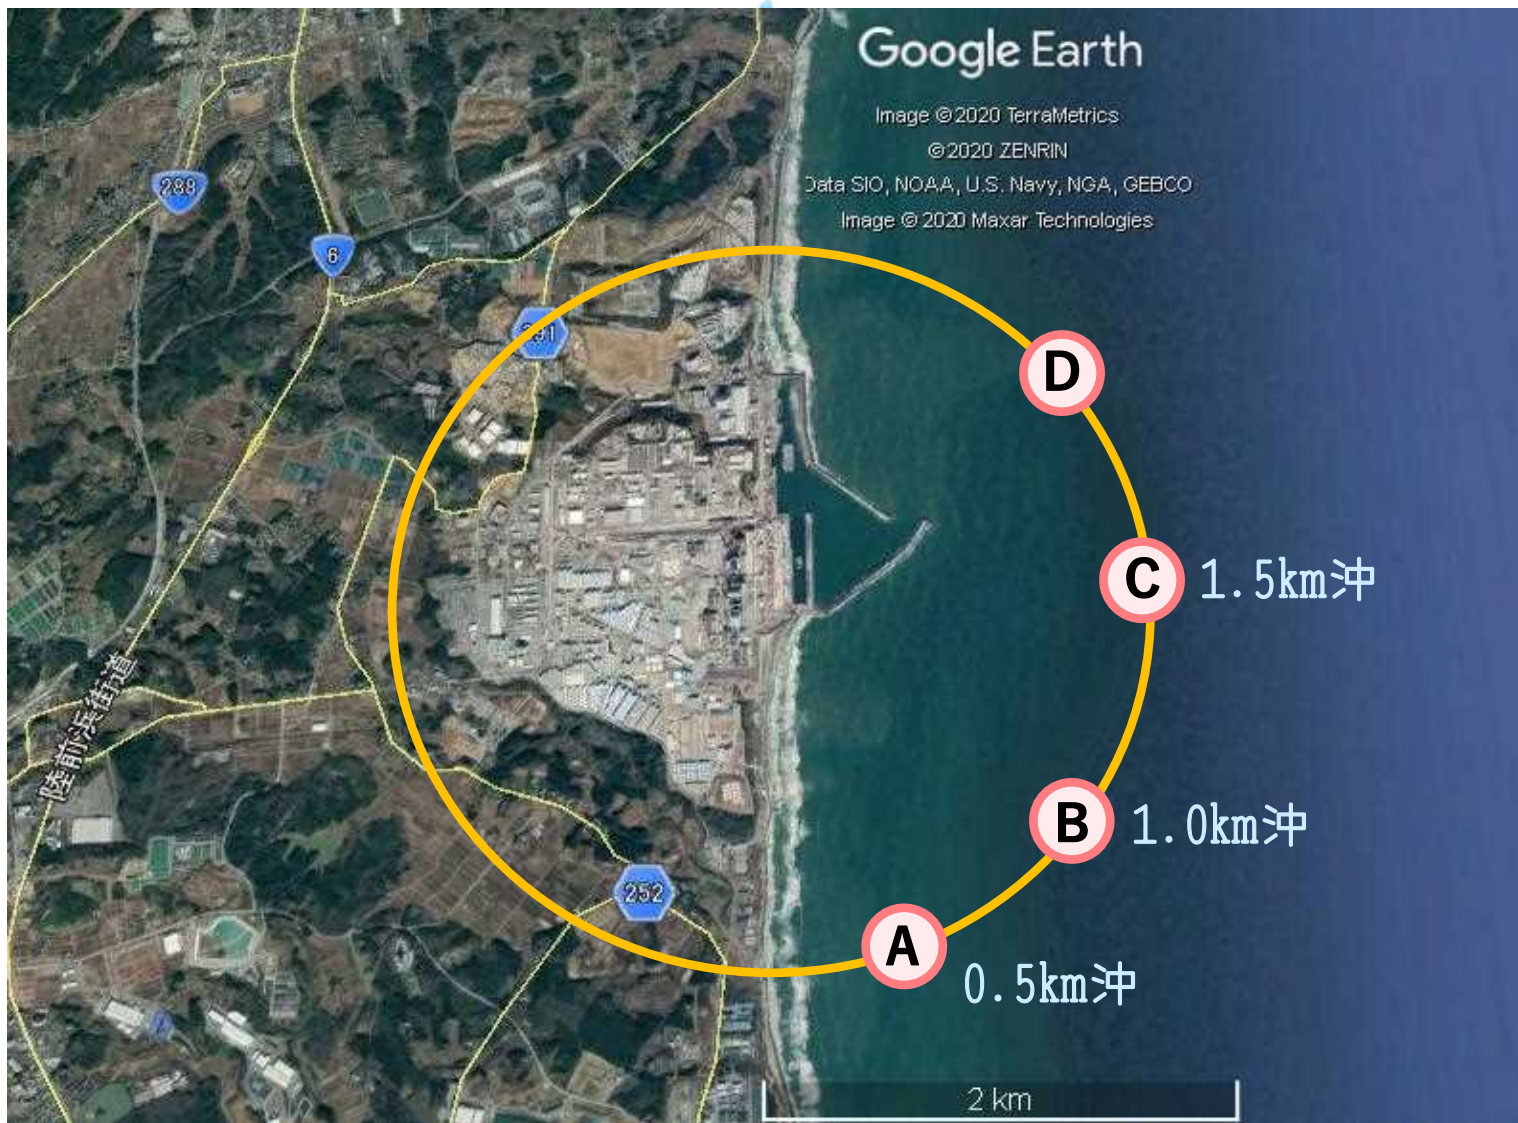 Google Earth
Image © 2020 TerraMetrics
© 2020 ZENRIN
Data SIO, NOAA, U.S. Navy, NGA, GEBCO
Image © 2020 Maxar Technologies
288
6
391
D
C
1.5km沖
陸前浜街道
B
1.0km沖
252
A
0.5km沖
2 km